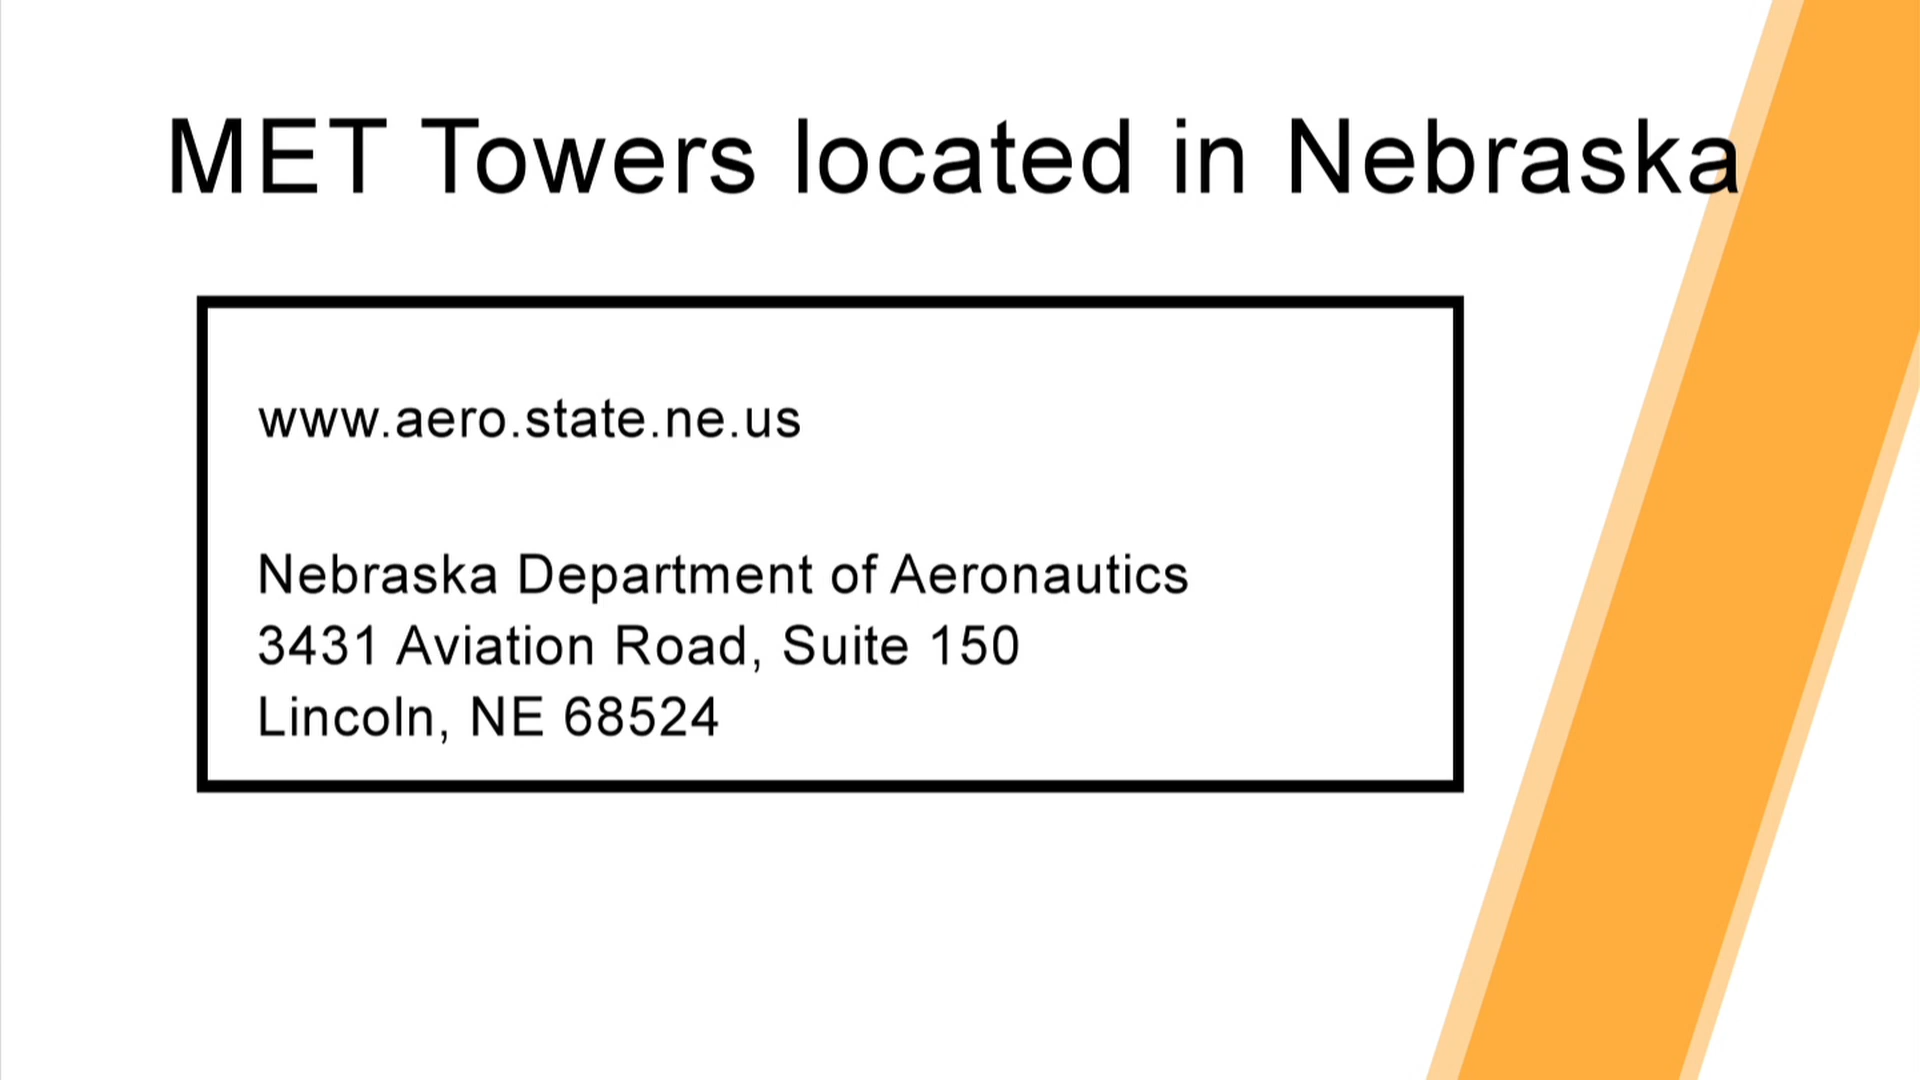 MET Towers located in Nebraska
www.aero.state.ne.us
Nebraska Department of Aeronautics
3431 Aviation Road, Suite 150
Lincoln, NE 68524